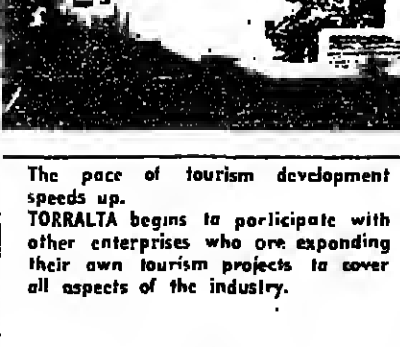 The pace of tourism development
speeds up.
TORRALTA begins to participate with
other enterprises who are expanding
their own tourism projects to cover
all aspects of the industry.